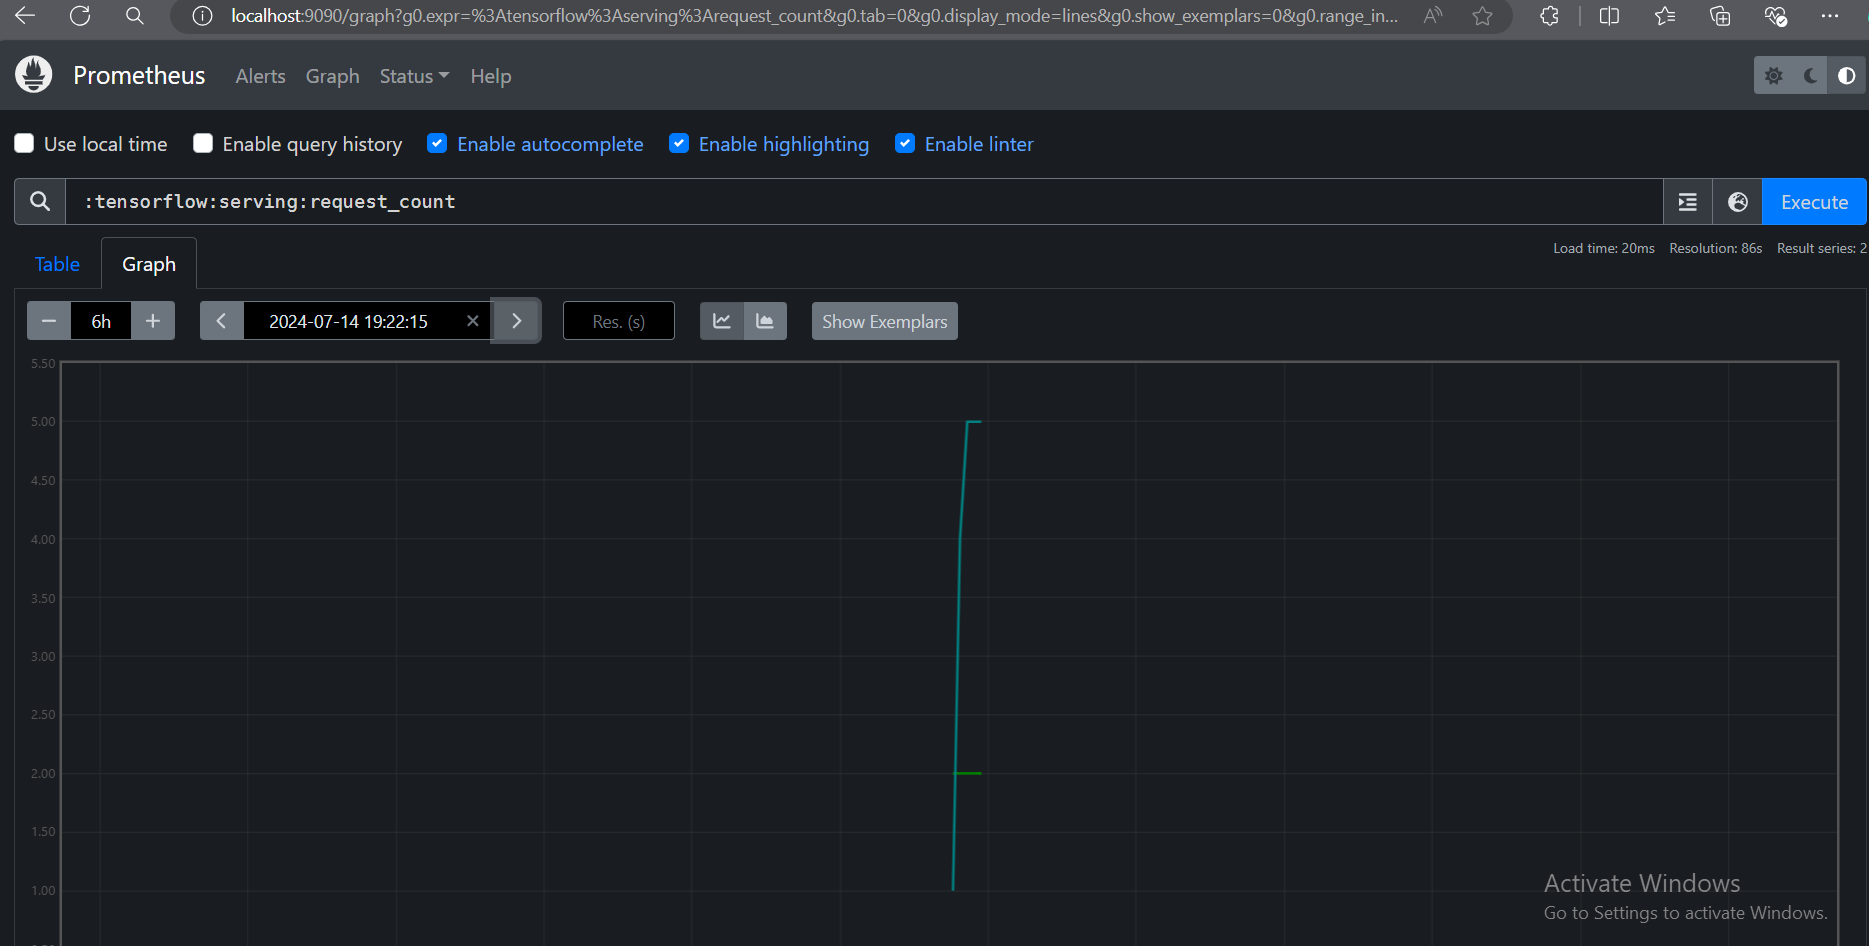 localhost:9090/graph?g0.expr=%3Atensorflow%3Aserving%3Arequest_count&g0.tab=0&g0.display_mode=lines&g0.show_exemplars=0&g0.range_in...
Prometheus Alerts Graph Status Help
Use local time Enable query history Enable autocomplete Enable highlighting Enable linter
:tensorflow:serving:request_count Execute
Load time: 20ms Resolution: 86s Result series: 2
Table Graph
− 6h + 2024-07-14 19:22:15 × Res. (s) Show Exemplars
5.50
5.00
4.50
4.00
3.50
3.00
2.50
2.00
1.50
1.00
Activate Windows
Go to Settings to activate Windows.